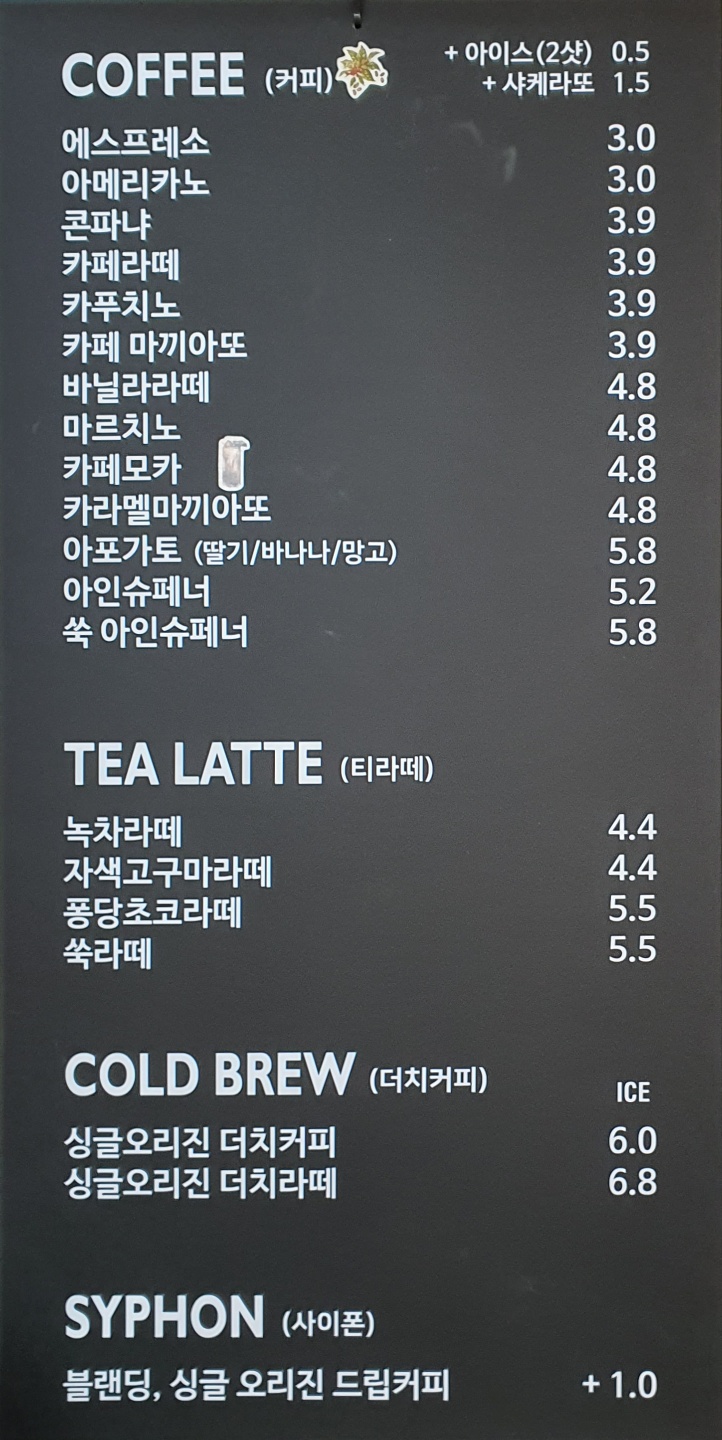 COFFEE (커피) + 아이스(2샷) 0.5
+ 샤케라또 1.5
에스프레소 3.0
아메리카노 3.0
콘파냐 3.9
카페라떼 3.9
카푸치노 3.9
카페 마끼아또 3.9
바닐라라떼 4.8
마르치노 4.8
카페모카 4.8
카라멜마끼아또 4.8
아포가토 (딸기/바나나/망고) 5.8
아인슈페너 5.2
쑥 아인슈페너 5.8
TEA LATTE (티라떼)
녹차라떼 4.4
자색고구마라떼 4.4
퐁당초코라떼 5.5
쑥라떼 5.5
COLD BREW (더치커피) ICE
싱글오리진 더치커피 6.0
싱글오리진 더치라떼 6.8
SYPHON (사이폰)
블랜딩, 싱글 오리진 드립커피 + 1.0